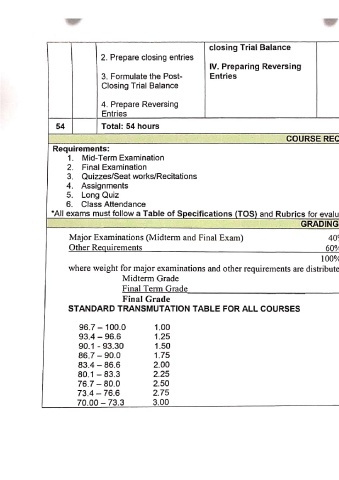 closing Trial Balance
2. Prepare closing entries
IV. Preparing Reversing
3. Formulate the Post-
Entries
Closing Trial Balance
4. Prepare Reversing
Entries
54 Total: 54 hours
COURSE REQ
Requirements:
1. Mid-Term Examination
2. Final Examination
3. Quizzes/Seat works/Recitations
4. Assignments
5. Long Quiz
6. Class Attendance
*All exams must follow a Table of Specifications (TOS) and Rubrics for evalu
GRADING
Major Examinations (Midterm and Final Exam) 40%
Other Requirements 60%
100%
where weight for major examinations and other requirements are distribute
Midterm Grade
Final Term Grade
Final Grade
STANDARD TRANSMUTATION TABLE FOR ALL COURSES
96.7 – 100.0 1.00
93.4 – 96.6 1.25
90.1 - 93.30 1.50
86.7 – 90.0 1.75
83.4 – 86.6 2.00
80.1 – 83.3 2.25
76.7 – 80.0 2.50
73.4 – 76.6 2.75
70.00 – 73.3 3.00